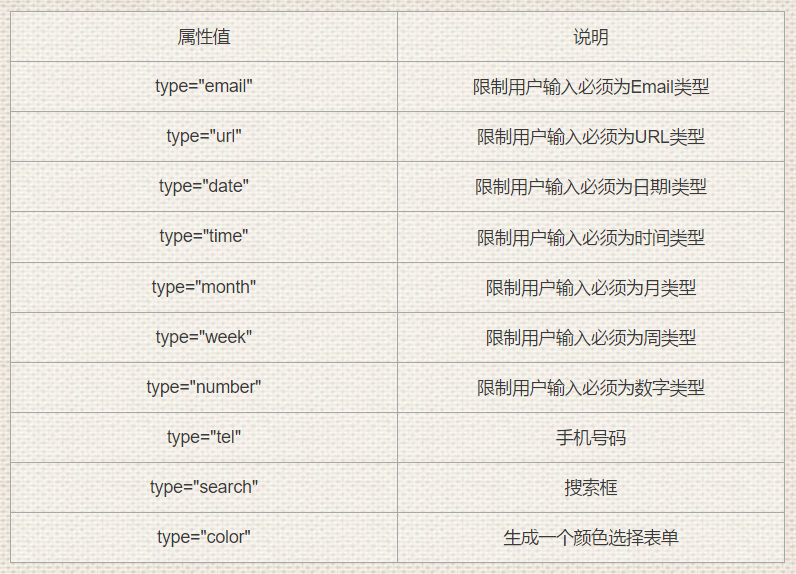 属性值 说明
type="email" 限制用户输入必须为Email类型
type="url" 限制用户输入必须为URL类型
type="date" 限制用户输入必须为日期l类型
type="time" 限制用户输入必须为时间类型
type="month" 限制用户输入必须为月类型
type="week" 限制用户输入必须为周类型
type="number" 限制用户输入必须为数字类型
type="tel" 手机号码
type="search" 搜索框
type="color" 生成一个颜色选择表单